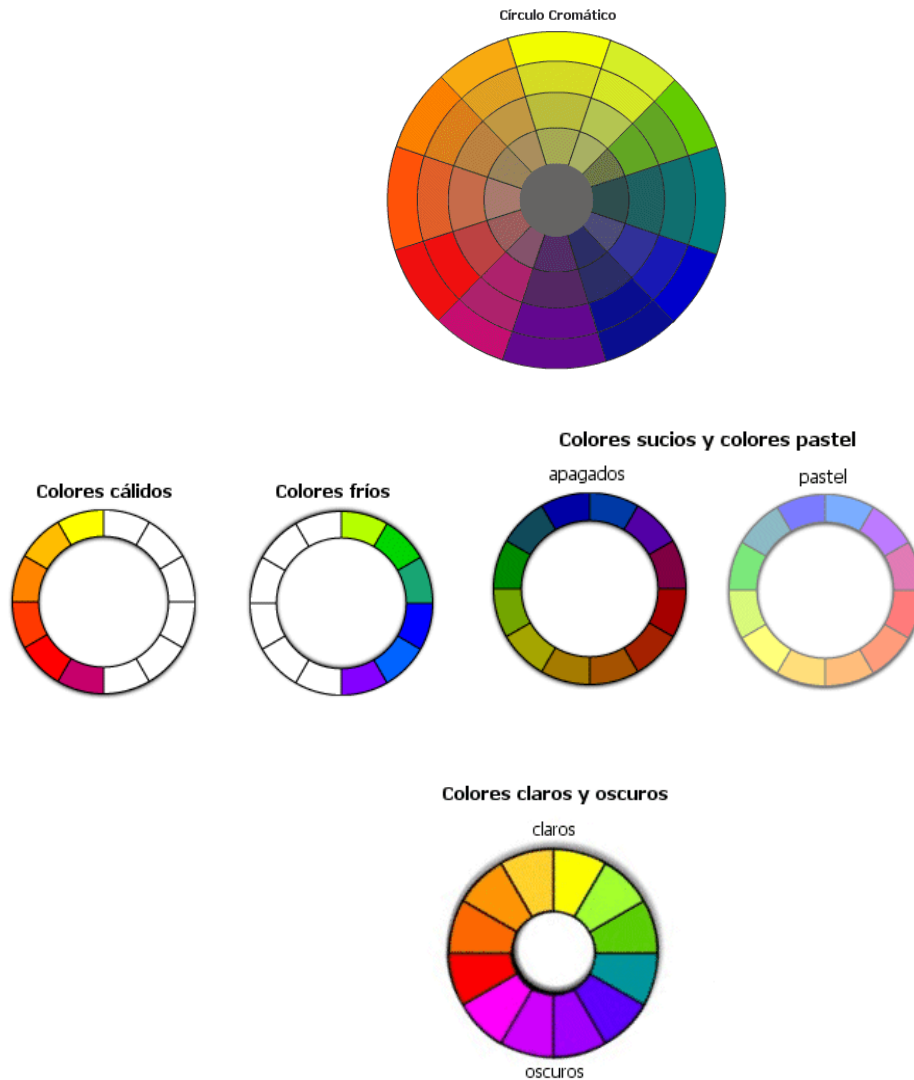 Círculo Cromático
Colores sucios y colores pastel
apagados
pastel
Colores cálidos
Colores fríos
Colores claros y oscuros
claros
oscuros